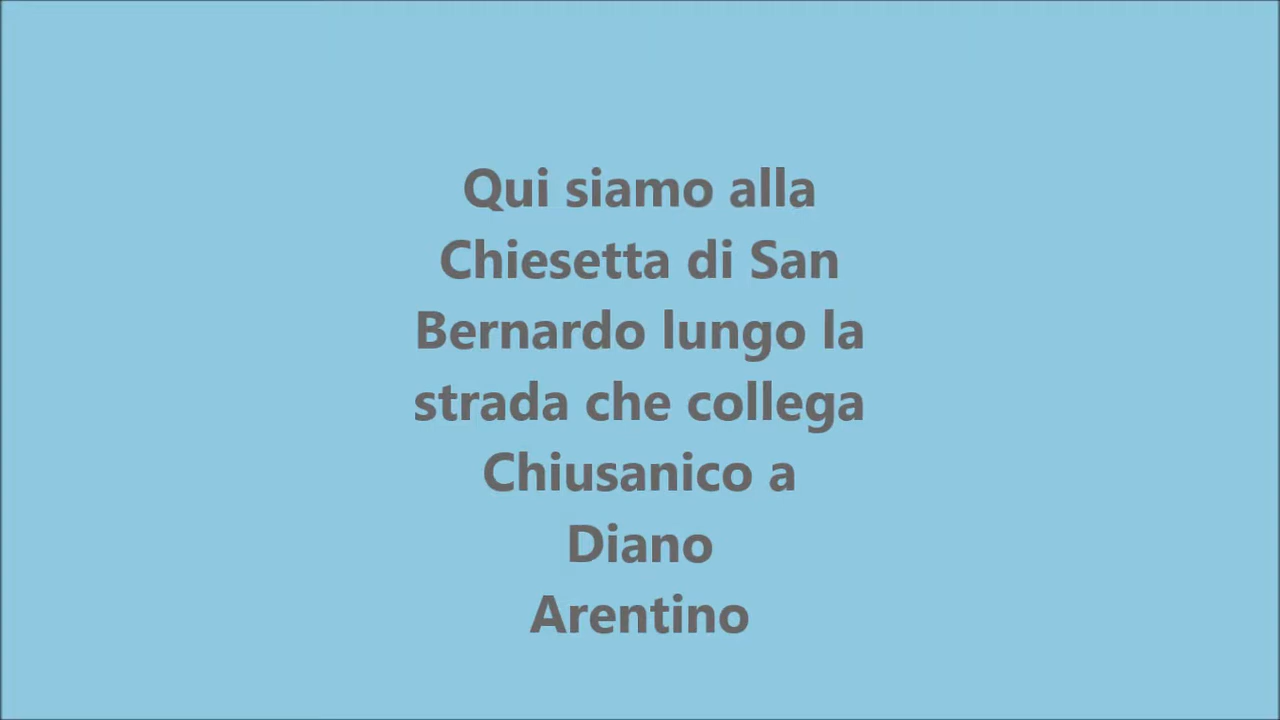 Qui siamo alla
Chiesetta di San
Bernardo lungo la
strada che collega
Chiusanico a
Diano
Arentino